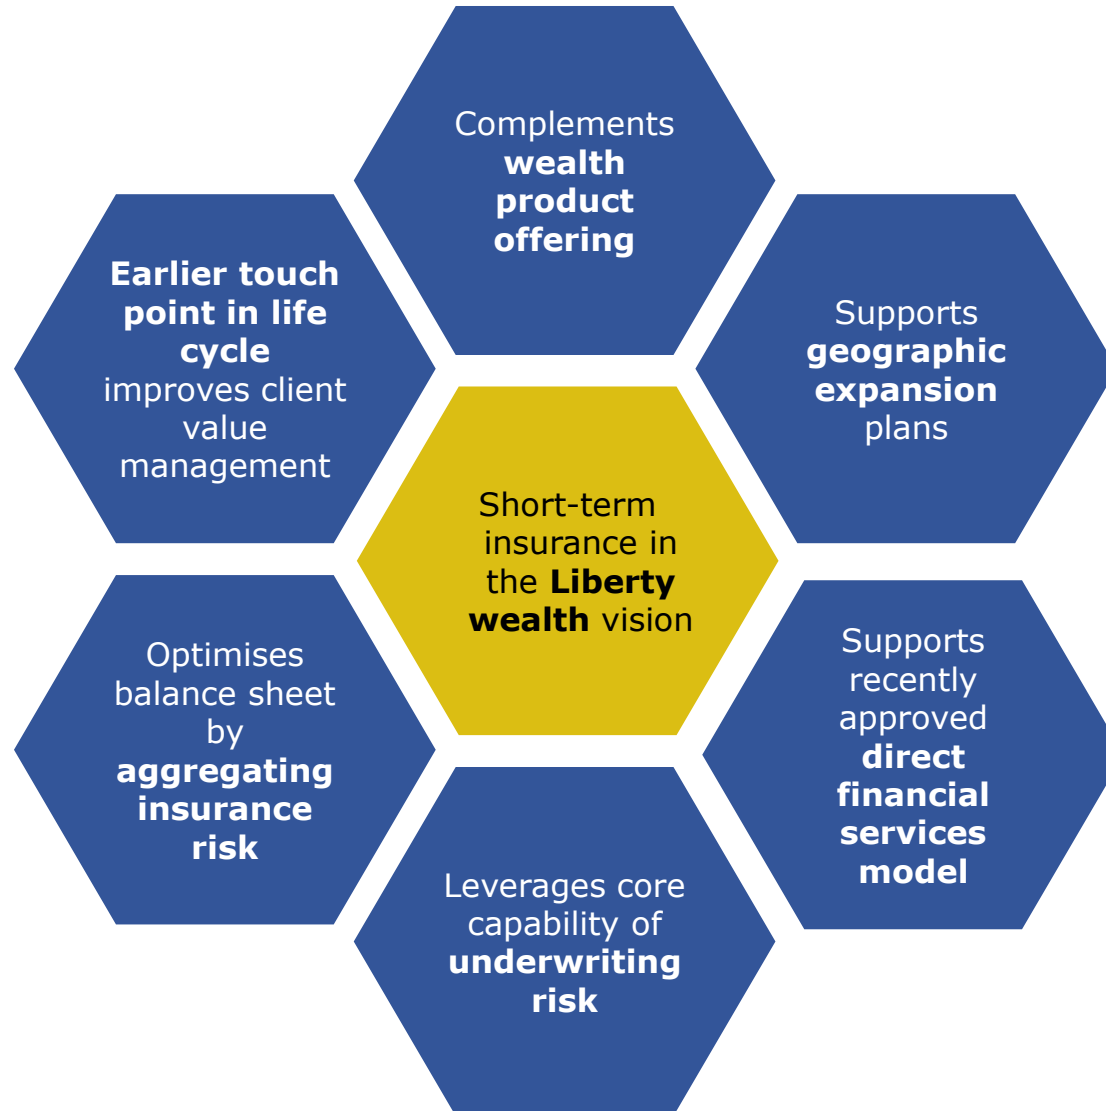 Complements
wealth
product
offering
Earlier touch
point in life
cycle
improves client
value
management
Supports
geographic
expansion
plans
Short-term
insurance in
the Liberty
wealth vision
Optimises
balance sheet
by
aggregating
insurance
risk
Supports
recently
approved
direct
financial
services
model
Leverages core
capability of
underwriting
risk